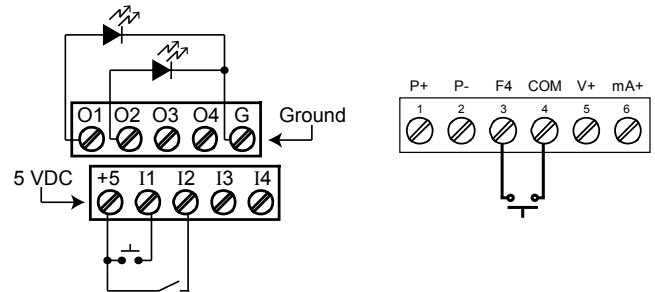 O1 O2 O3 O4 G
Ground
5 VDC
+5 I1 I2 I3 I4
P+ P- F4 COM V+ mA+
1 2 3 4 5 6